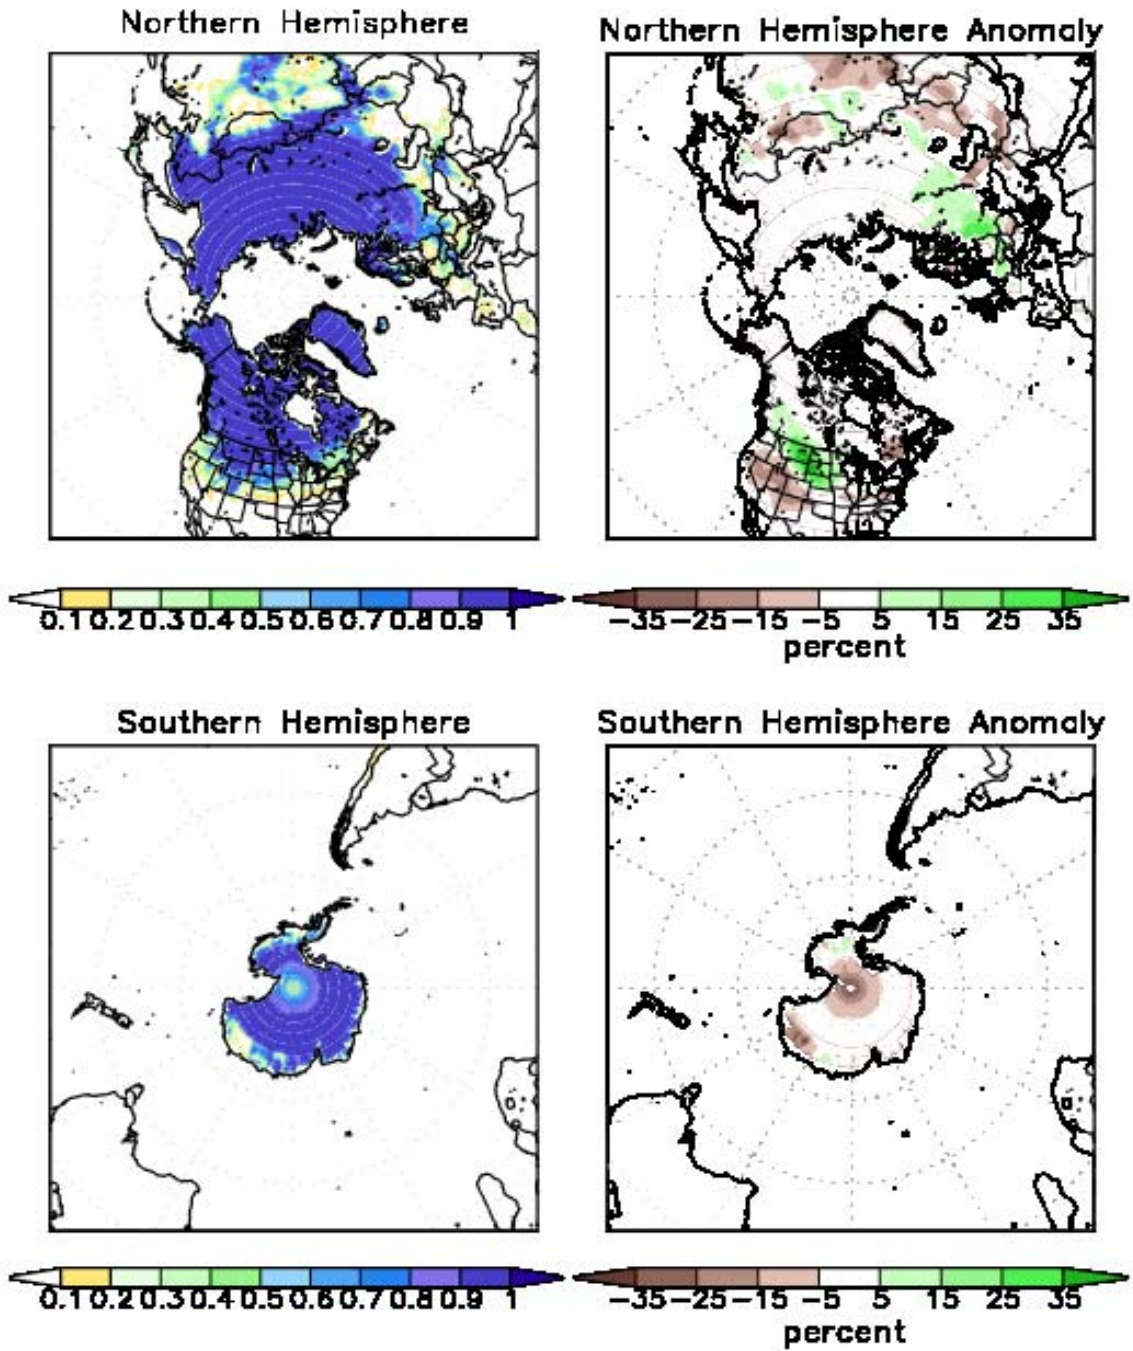 Northern Hemisphere
Northern Hemisphere Anomaly
0.1 0.2 0.3 0.4 0.5 0.6 0.7 0.8 0.9 1
-35 -25 -15 -5 5 15 25 35
percent
Southern Hemisphere
Southern Hemisphere Anomaly
0.1 0.2 0.3 0.4 0.5 0.6 0.7 0.8 0.9 1
-35 -25 -15 -5 5 15 25 35
percent